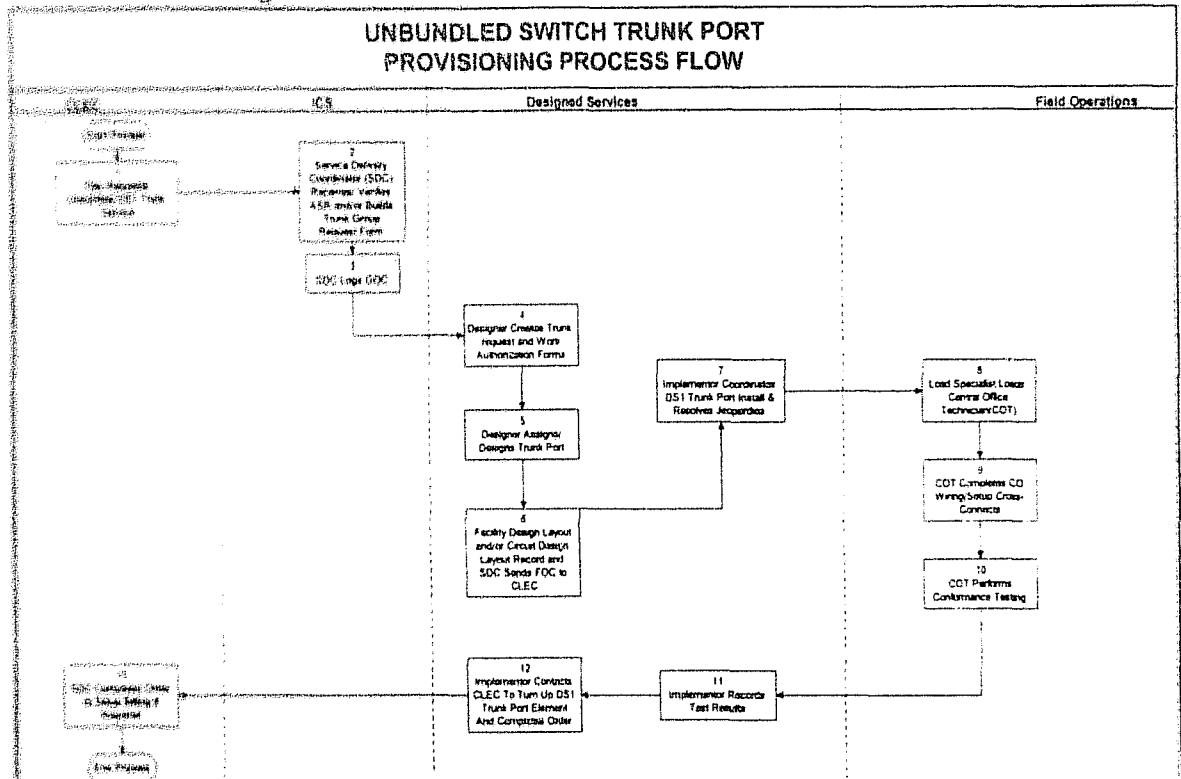 UNBUNDLED SWITCH TRUNK PORT
PROVISIONING PROCESS FLOW
Designed Services
Field Operations
2
Service Delivery
Coordinator (SDC)
ASR and/or Builds
Trunk Group
Request Form
3
SDC Logs
4
Designer Creates Trunk
request and Work
Authorization Forms
5
Designer Assigns/
Designs Trunk Port
6
Facility Design Layout
and/or Circuit Design
Layout Record and
SDC Sends FOC to
CLEC
7
Implementor Coordinates
DS1 Trunk Port Install &
Resolves Jeopardies
8
Load Specialist Loads
Central Office
Technician(COT)
9
COT Completes CO
Wiring/Setup Cross-
Connects
10
COT Performs
Conformance Testing
11
Implementor Records
Test Results
12
Implementor Contacts
CLEC To Turn Up DS1
Trunk Port Element
And Completes Order
End Process